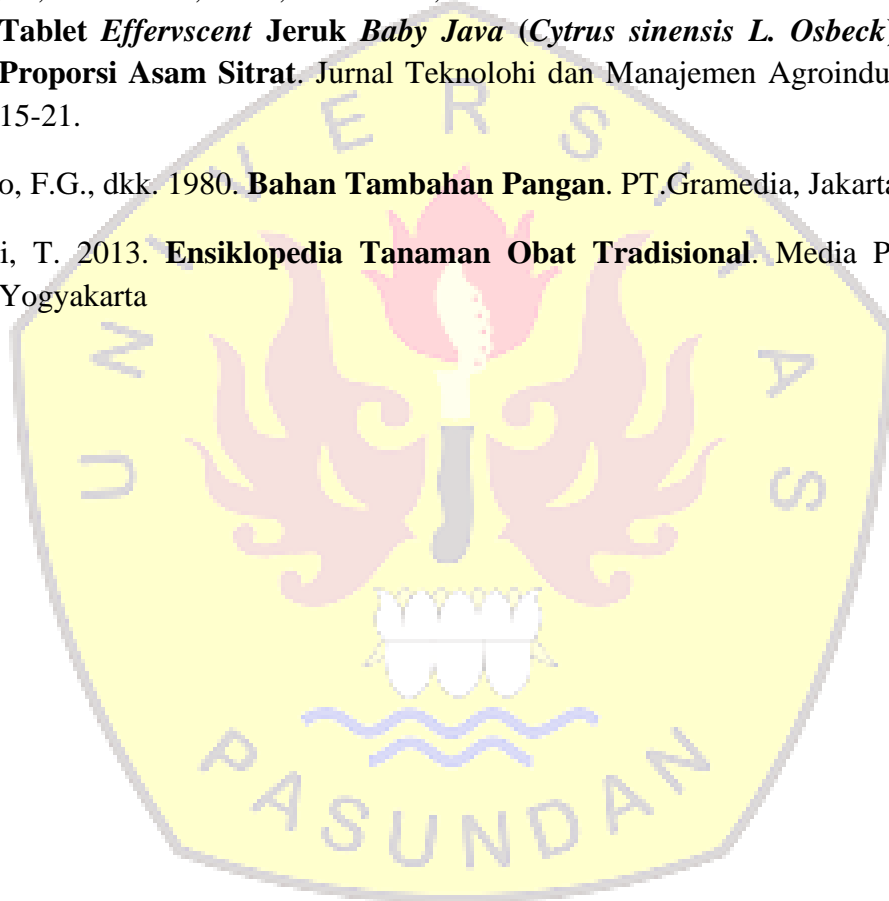 Tablet Effervscent Jeruk Baby Java (Cytrus sinensis L. Osbeck)
Proporsi Asam Sitrat. Jurnal Teknolohi dan Manajemen Agroindu
15-21.
o, F.G., dkk. 1980. Bahan Tambahan Pangan. PT.Gramedia, Jakarta
i, T. 2013. Ensiklopedia Tanaman Obat Tradisional. Media P
Yogyakarta
UNIVERSITAS
PASUNDAN